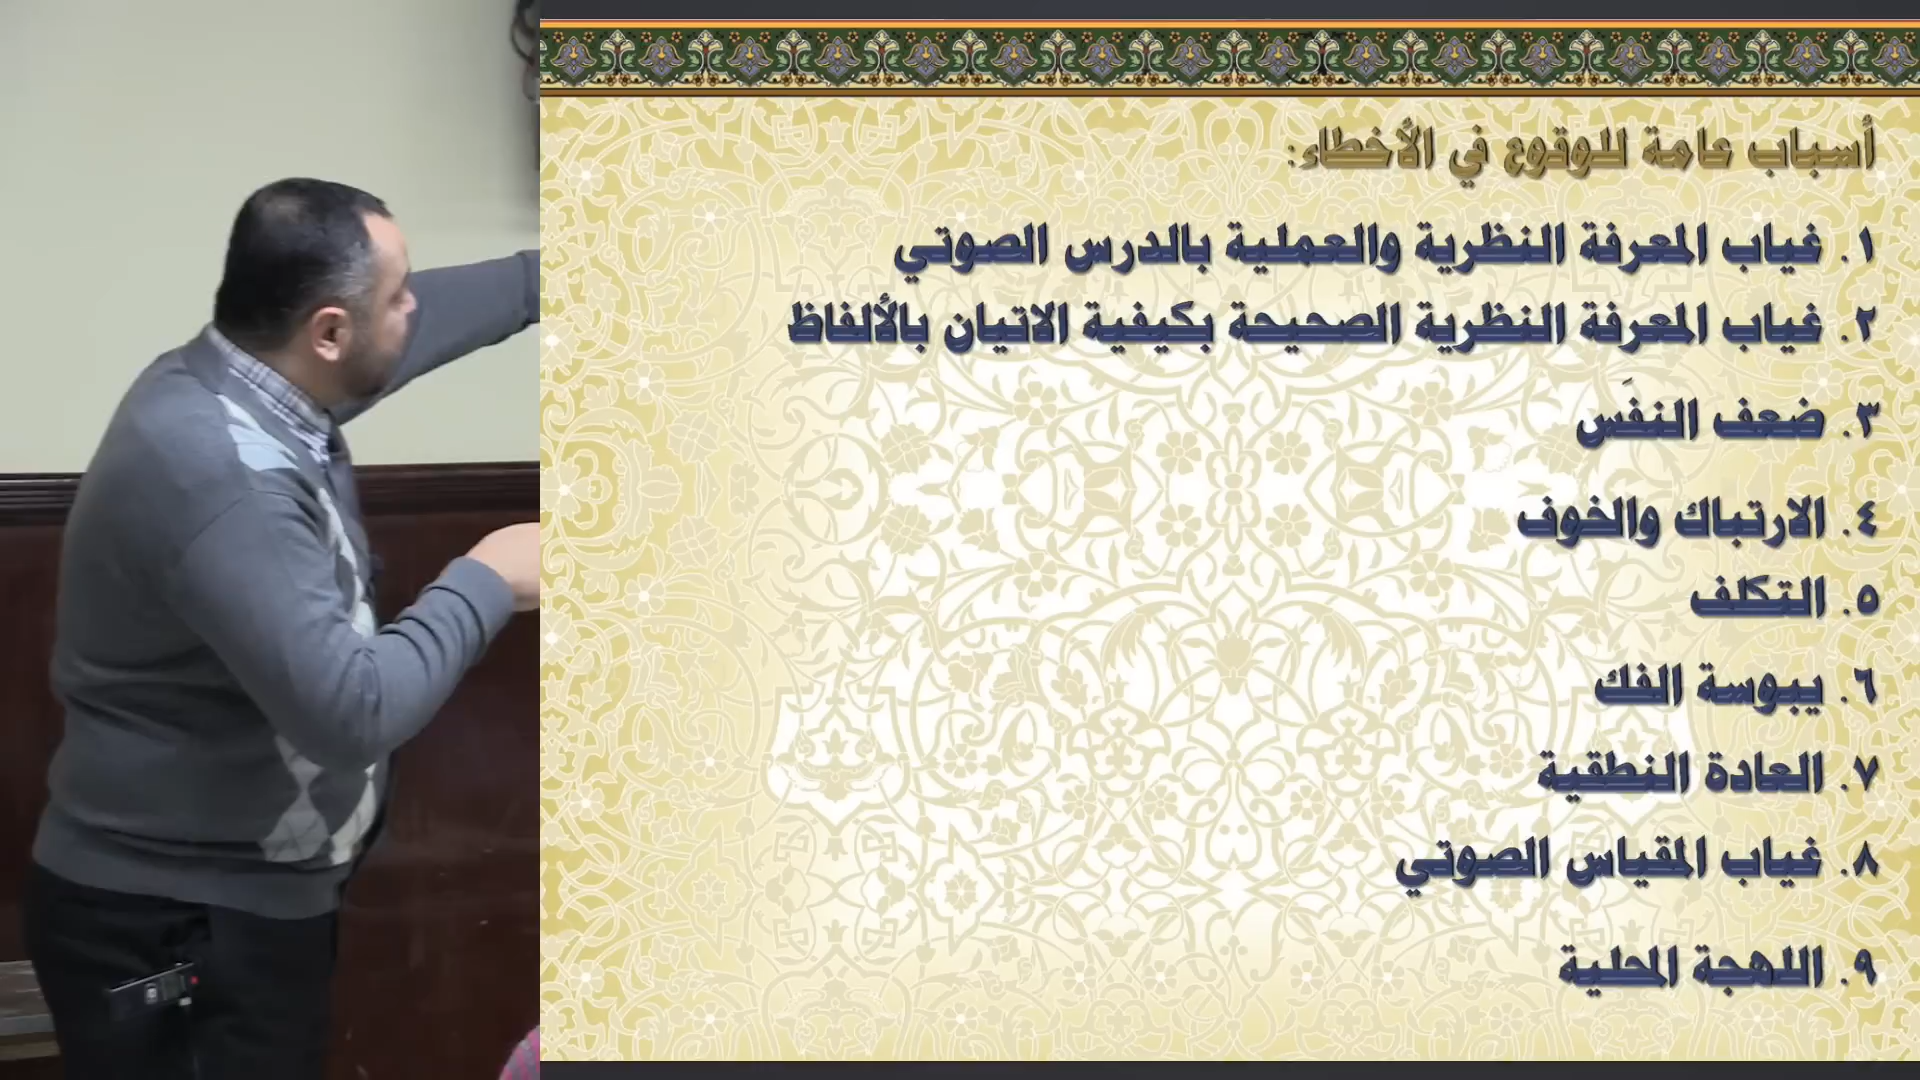 أسباب عامة للوقوع في الأخطاء:
١. غياب المعرفة النظرية والعملية بالدرس الصوتي
٢. غياب المعرفة النظرية الصحيحة بكيفية الاتيان بالألفاظ
٣. ضعف النفَس
٤. الارتباك والخوف
٥. التكلف
٦. يبوسة الفك
٧. العادة النطقية
٨. غياب المقياس الصوتي
٩. اللهجة المحلية